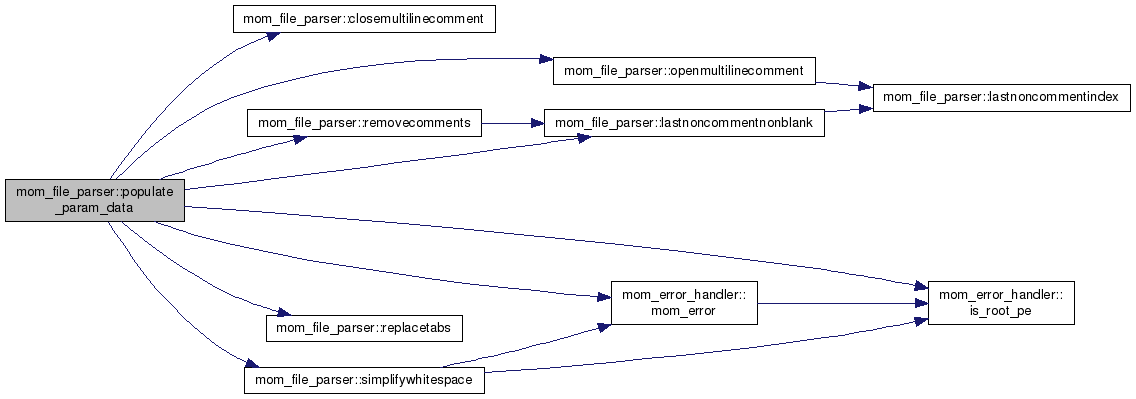 mom_file_parser::closemultilinecomment
mom_file_parser::openmultilinecomment
mom_file_parser::lastnoncommentindex
mom_file_parser::removecomments
mom_file_parser::lastnoncommentnonblank
mom_file_parser::populate
_param_data
mom_error_handler::
mom_error
mom_error_handler::
is_root_pe
mom_file_parser::replacetabs
mom_file_parser::simplifywhitespace